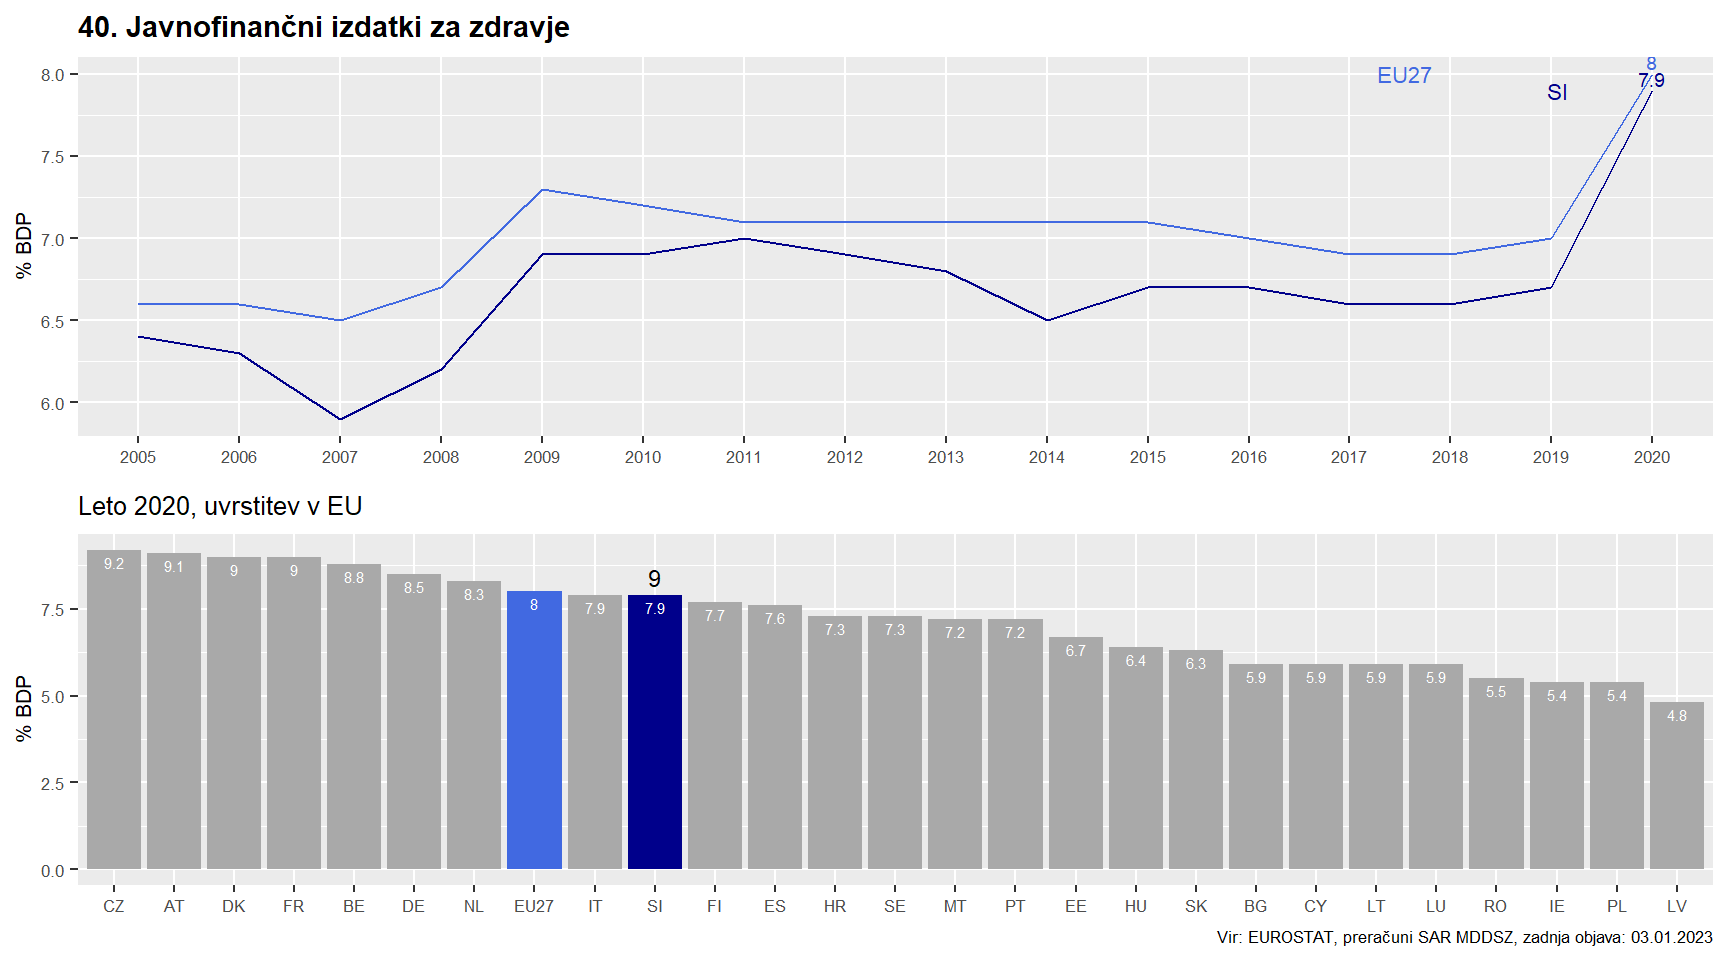 40. Javnofinančni izdatki za zdravje
% BDP
8.0
7.5
7.0
6.5
6.0
EU27
SI
8
7.9
2005 2006 2007 2008 2009 2010 2011 2012 2013 2014 2015 2016 2017 2018 2019 2020
Leto 2020, uvrstitev v EU
% BDP
7.5
5.0
2.5
0.0
9
9.2 9.1 9 9 8.8 8.5 8.3 8 7.9 7.9 7.7 7.6 7.3 7.3 7.2 7.2 6.7 6.4 6.3 5.9 5.9 5.9 5.9 5.5 5.4 5.4 4.8
CZ AT DK FR BE DE NL EU27 IT SI FI ES HR SE MT PT EE HU SK BG CY LT LU RO IE PL LV
Vir: EUROSTAT, preračuni SAR MDDSZ, zadnja objava: 03.01.2023